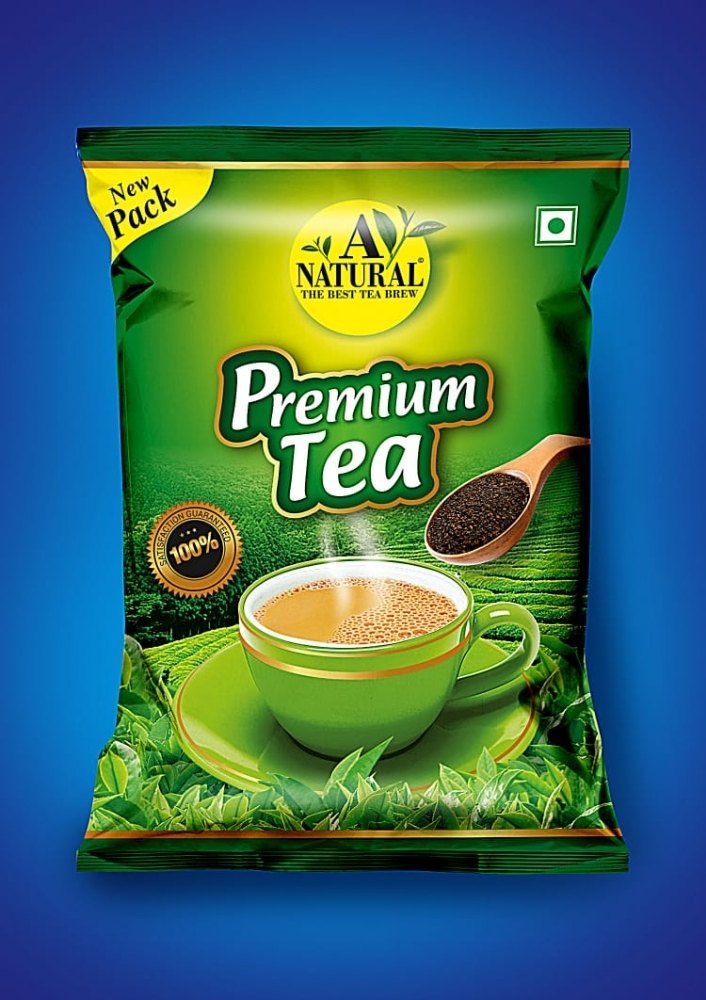 New
Pack
A
NATURAL®
THE BEST TEA BREW
Premium
Tea
SATISFACTION GUARANTEED
100%